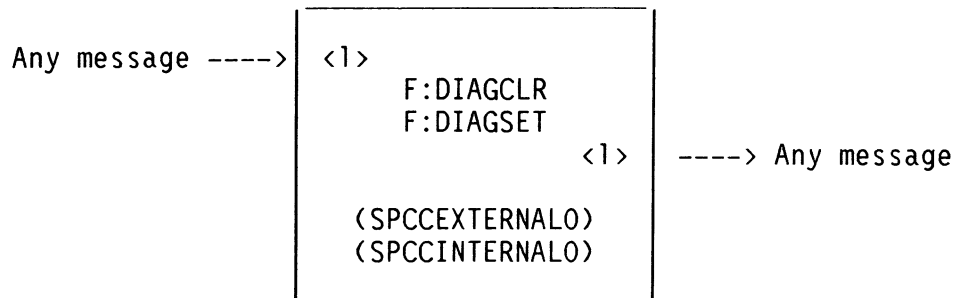 Any message ----> <1>
F:DIAGCLR
F:DIAGSET
<1> ----> Any message
(SPCCEXTERNALO)
(SPCCINTERNALO)